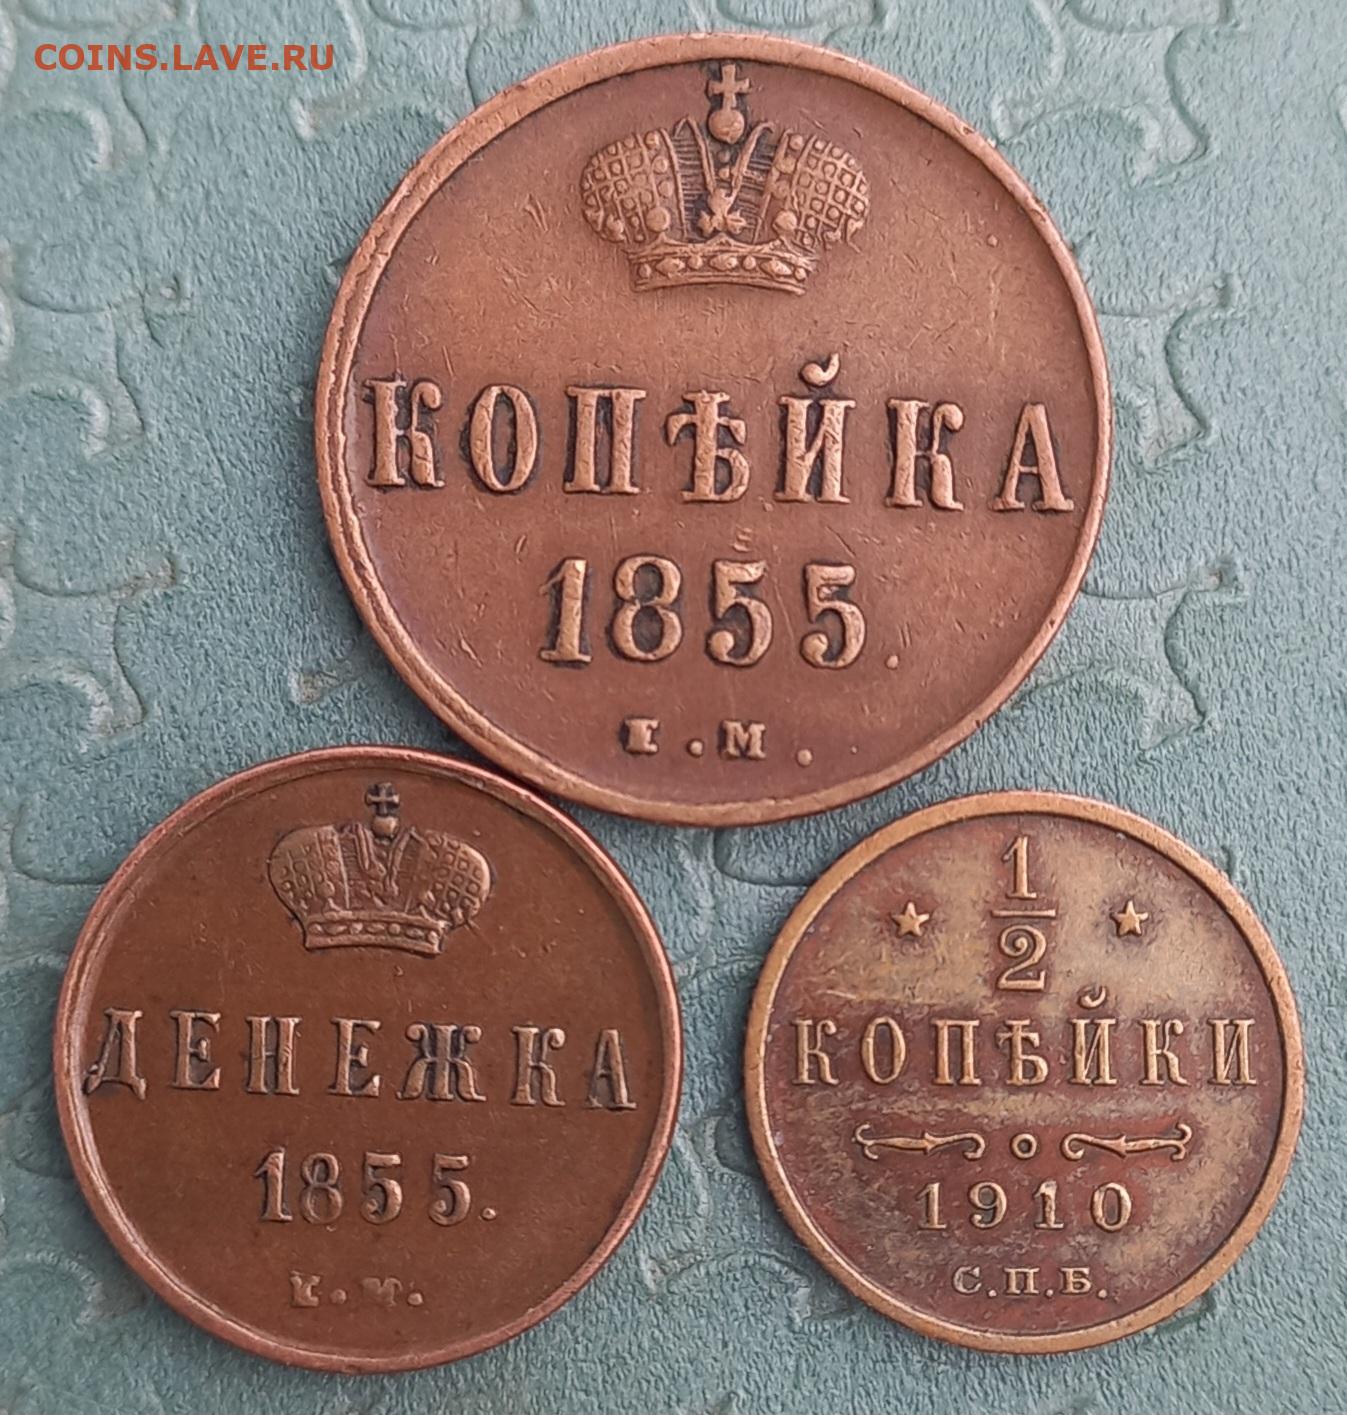 COINS.LAVE.RU
КОПѢЙКА
1855.
Е.М.
ДЕНЕЖКА
1855.
Е.М.
1
2
КОПѢЙКИ
1910
С.П.Б.